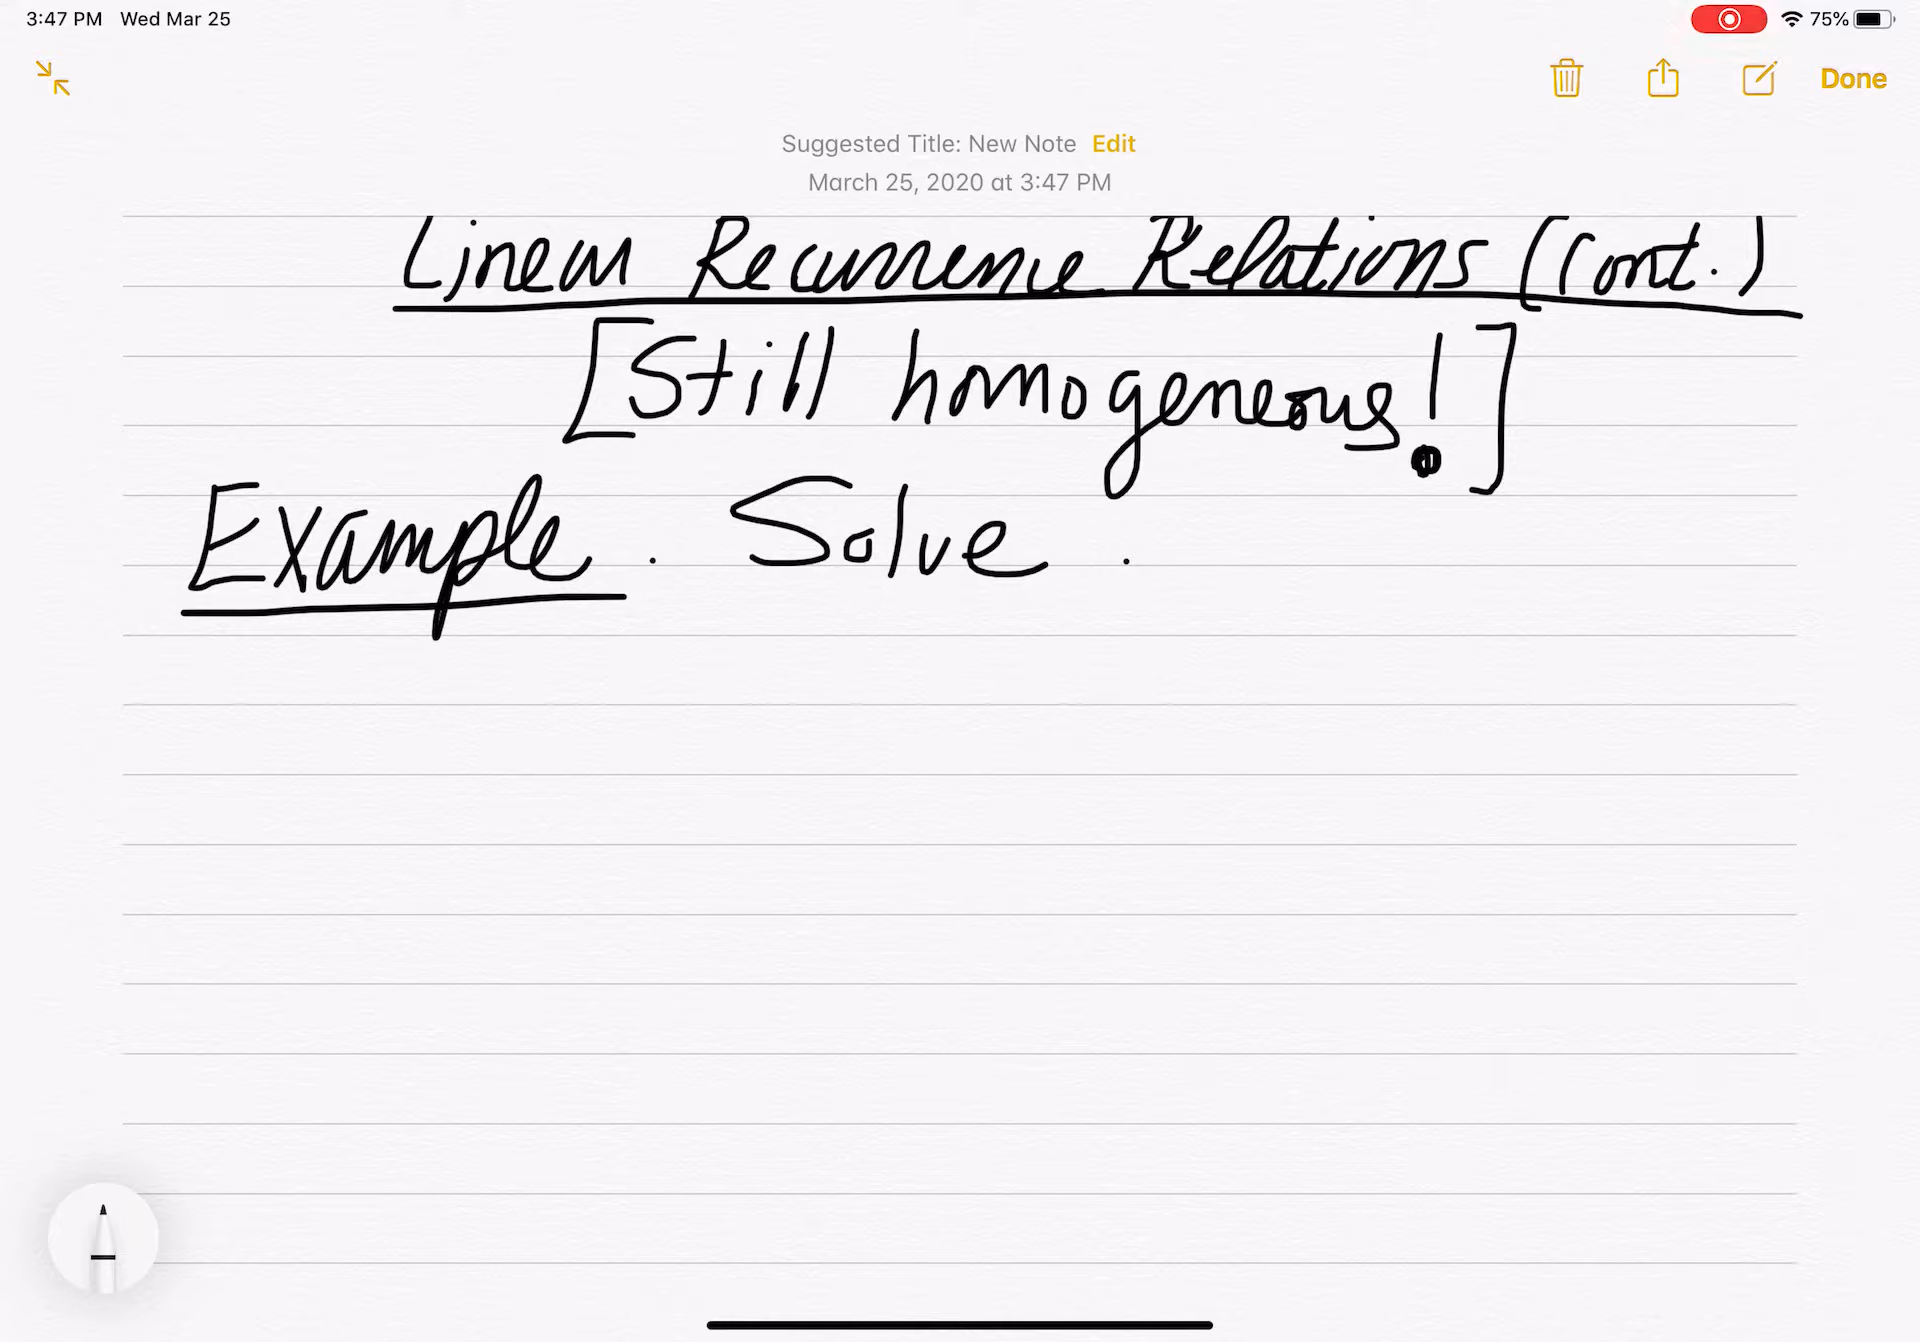 3:47 PM Wed Mar 25 75%
Done
Suggested Title: New Note Edit
March 25, 2020 at 3:47 PM
Linear Recurrence Relations (Cont.)
[Still homogeneous!]
Example. Solve.